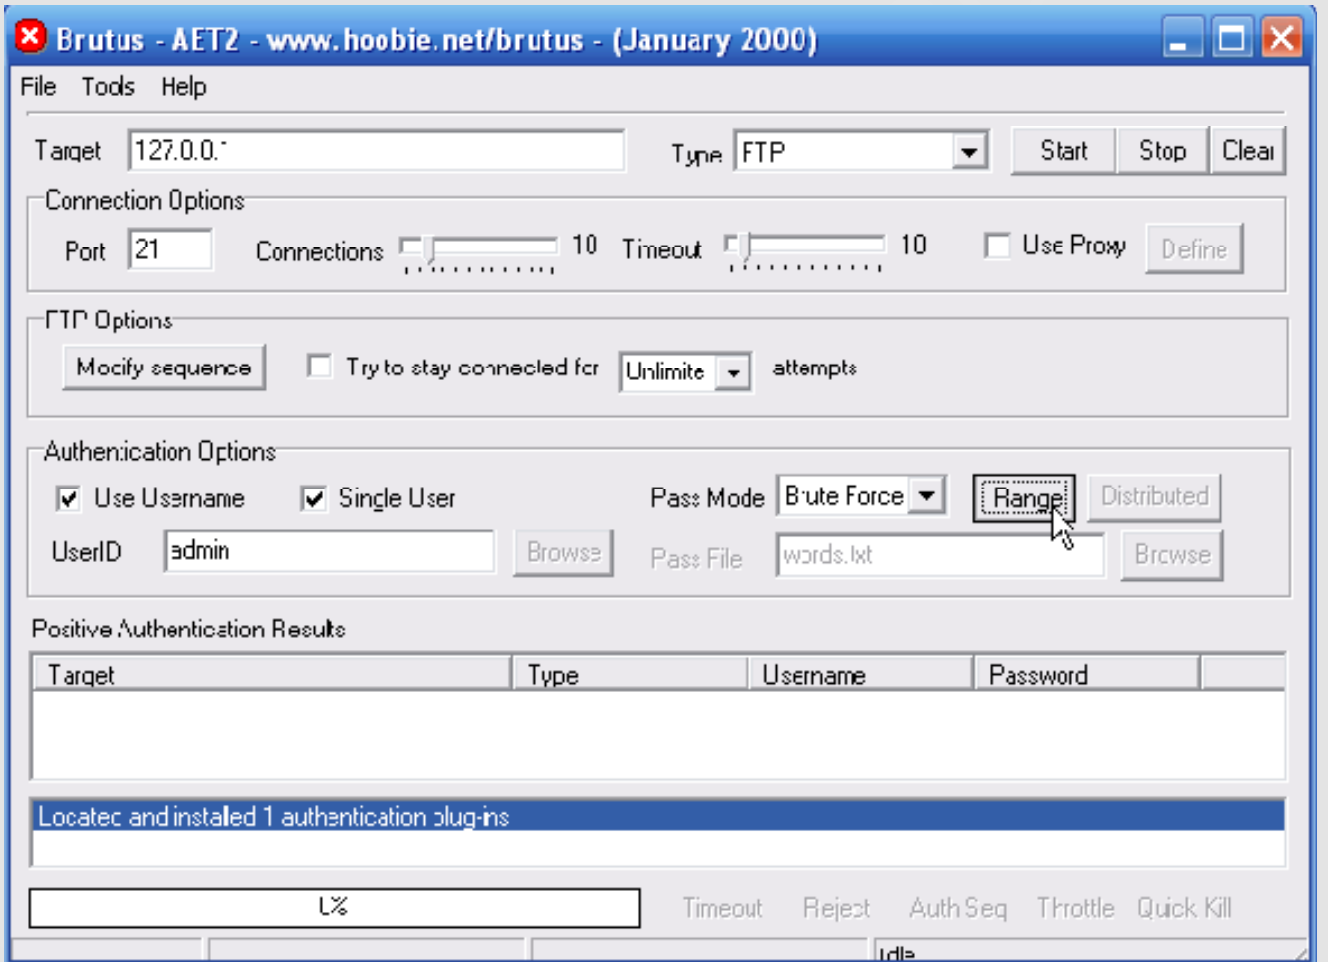 Brutus - AET2 - www.hoobie.net/brutus - (January 2000)
File Tools Help
Target 127.0.0.1 Type FTP Start Stop Clear
Connection Options
Port 21 Connections 10 Timeout 10 Use Proxy Define
FTP Options
Modify sequence Try to stay connected for Unlimite attempts
Authentication Options
Use Username Single User Pass Mode Brute Force Range Distributed
UserID admin Browse Pass File words.txt Browse
Positive Authentication Results
Target Type Username Password
Located and installed 1 authentication plug-ins
0% Timeout Reject Auth Seq Throttle Quick Kill
Idle